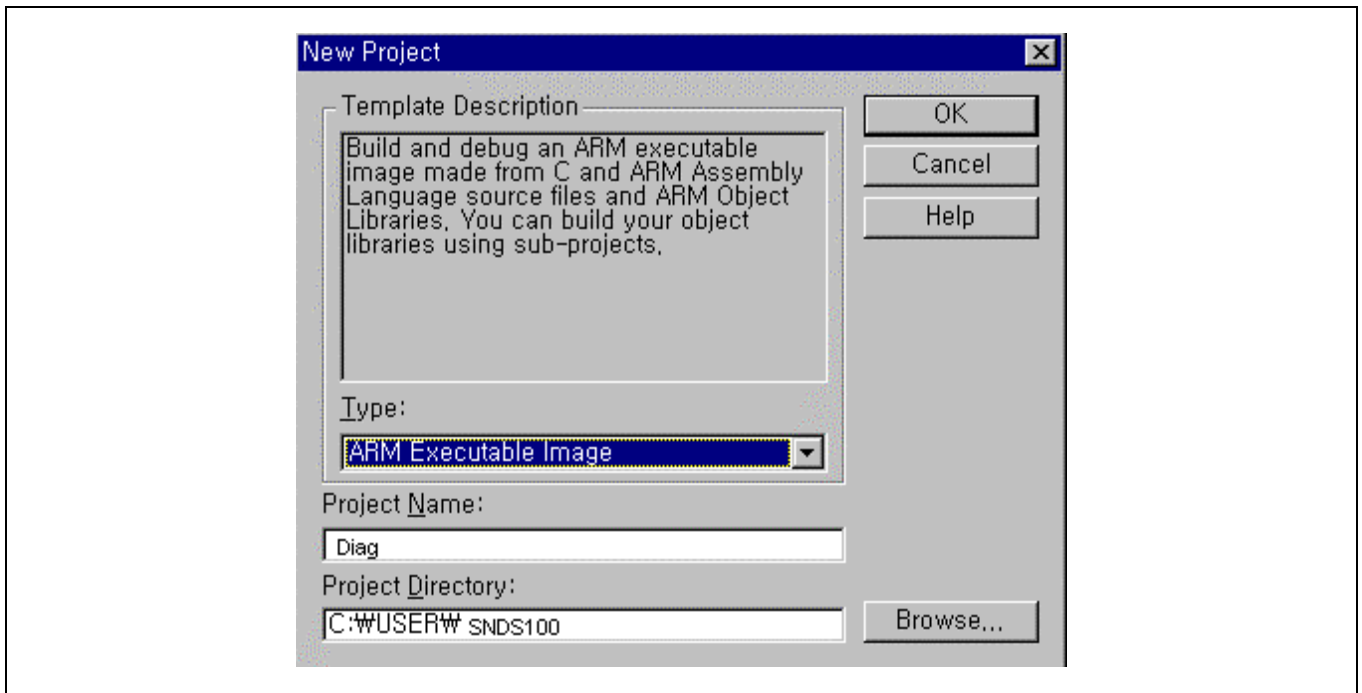 New Project
Template Description
Build and debug an ARM executable
image made from C and ARM Assembly
Language source files and ARM Object
Libraries, You can build your object
libraries using sub-projects,
Type:
ARM Executable Image
Project Name:
Diag
Project Directory:
C:₩USER₩ SNDS100
OK
Cancel
Help
Browse,,,